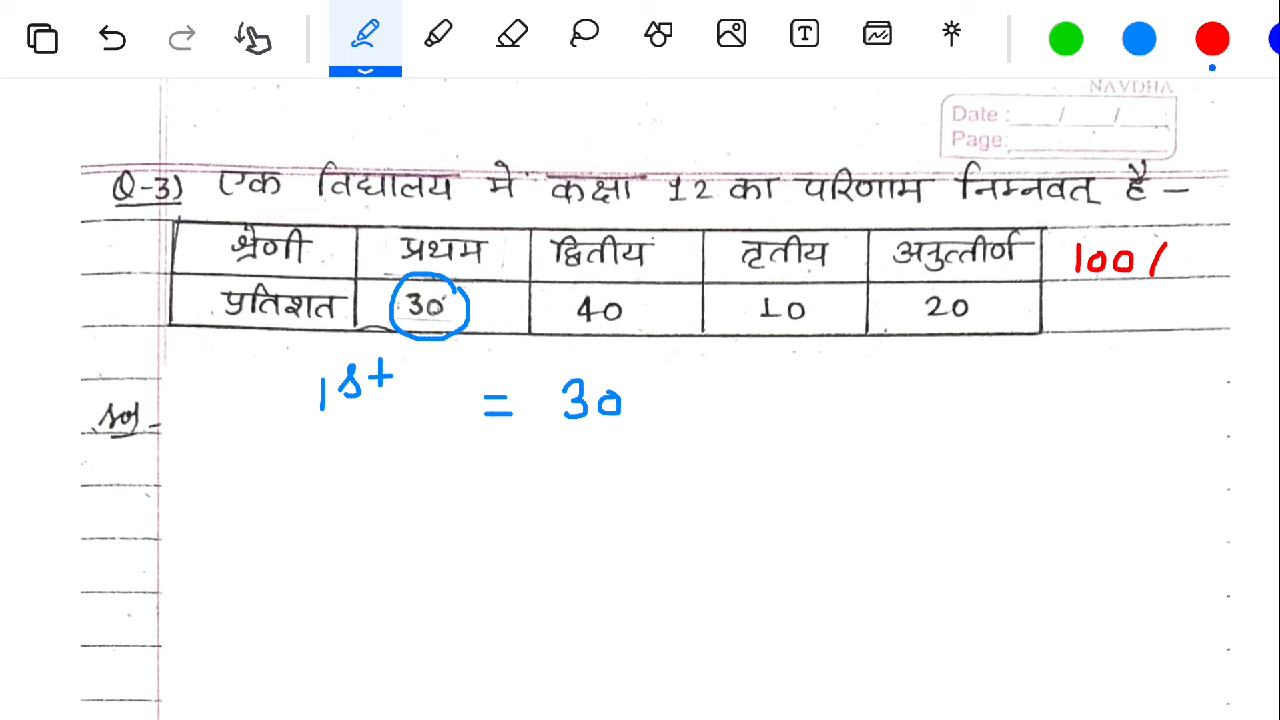 NAVDHA
Date : / /
Page:
Q-3) एक विद्यालय में कक्षा 12 का परिणाम निम्नवत् है -
श्रेणी प्रथम द्वितीय तृतीय अनुत्तीर्ण 100/
प्रतिशत 30 40 10 20
1st = 30
Sol -